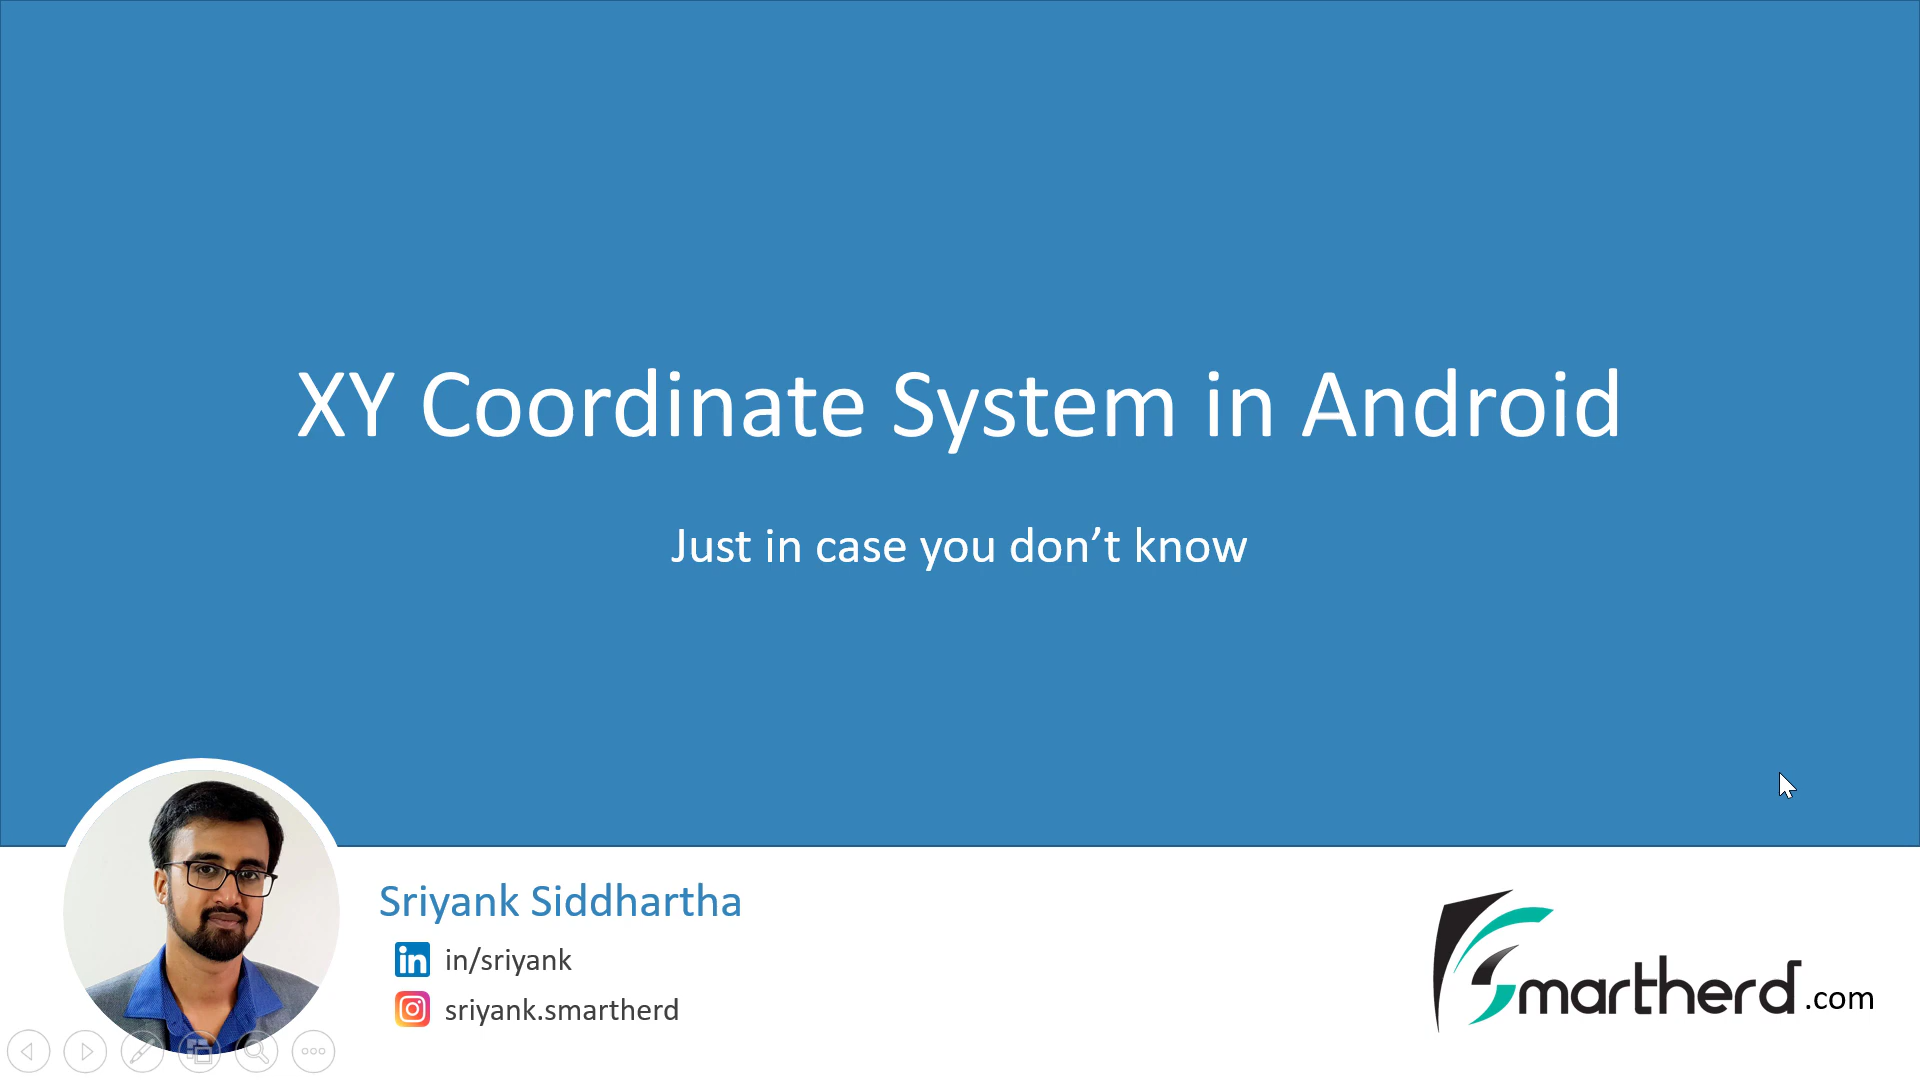 XY Coordinate System in Android
Just in case you don’t know
Sriyank Siddhartha
in in/sriyank
sriyank.smartherd
Smartherd.com